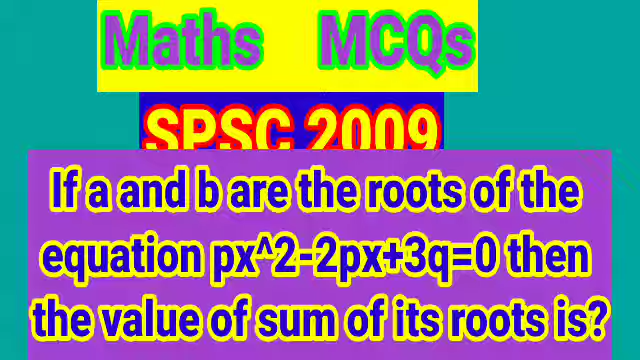 Maths MCQs
SPSC 2009
If a and b are the roots of the
equation px^2-2px+3q=0 then
the value of sum of its roots is?